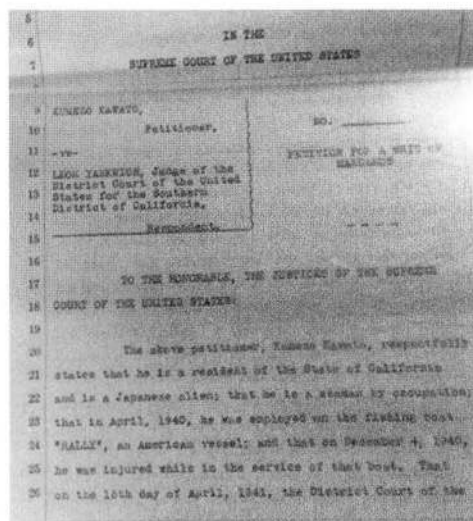 5
6 IN THE
7 SUPREME COURT OF THE UNITED STATES
9 KUMEZO KAWATO,
10 Petitioner, NO. ________
11 -vs- PETITION FOR A WRIT OF
12 LEON YANKWICH, Judge of the MANDAMUS
District Court of the United
13 States for the Southern
14 District of California,
15 Respondent. - - - -
16
17 TO THE HONORABLE, THE JUSTICES OF THE SUPREME
18 COURT OF THE UNITED STATES:
19
20 The above petitioner, Kumezo Kawato, respectfully
21 states that he is a resident of the State of California
22 and is a Japanese alien; that he is a seaman by occupation;
23 that in April, 1940, he was employed on the fishing boat
24 "RALLY", an American vessel; and that on December 4, 1940,
25 he was injured while in the service of that boat. That
26 on the 15th day of April, 1941, the District Court of the